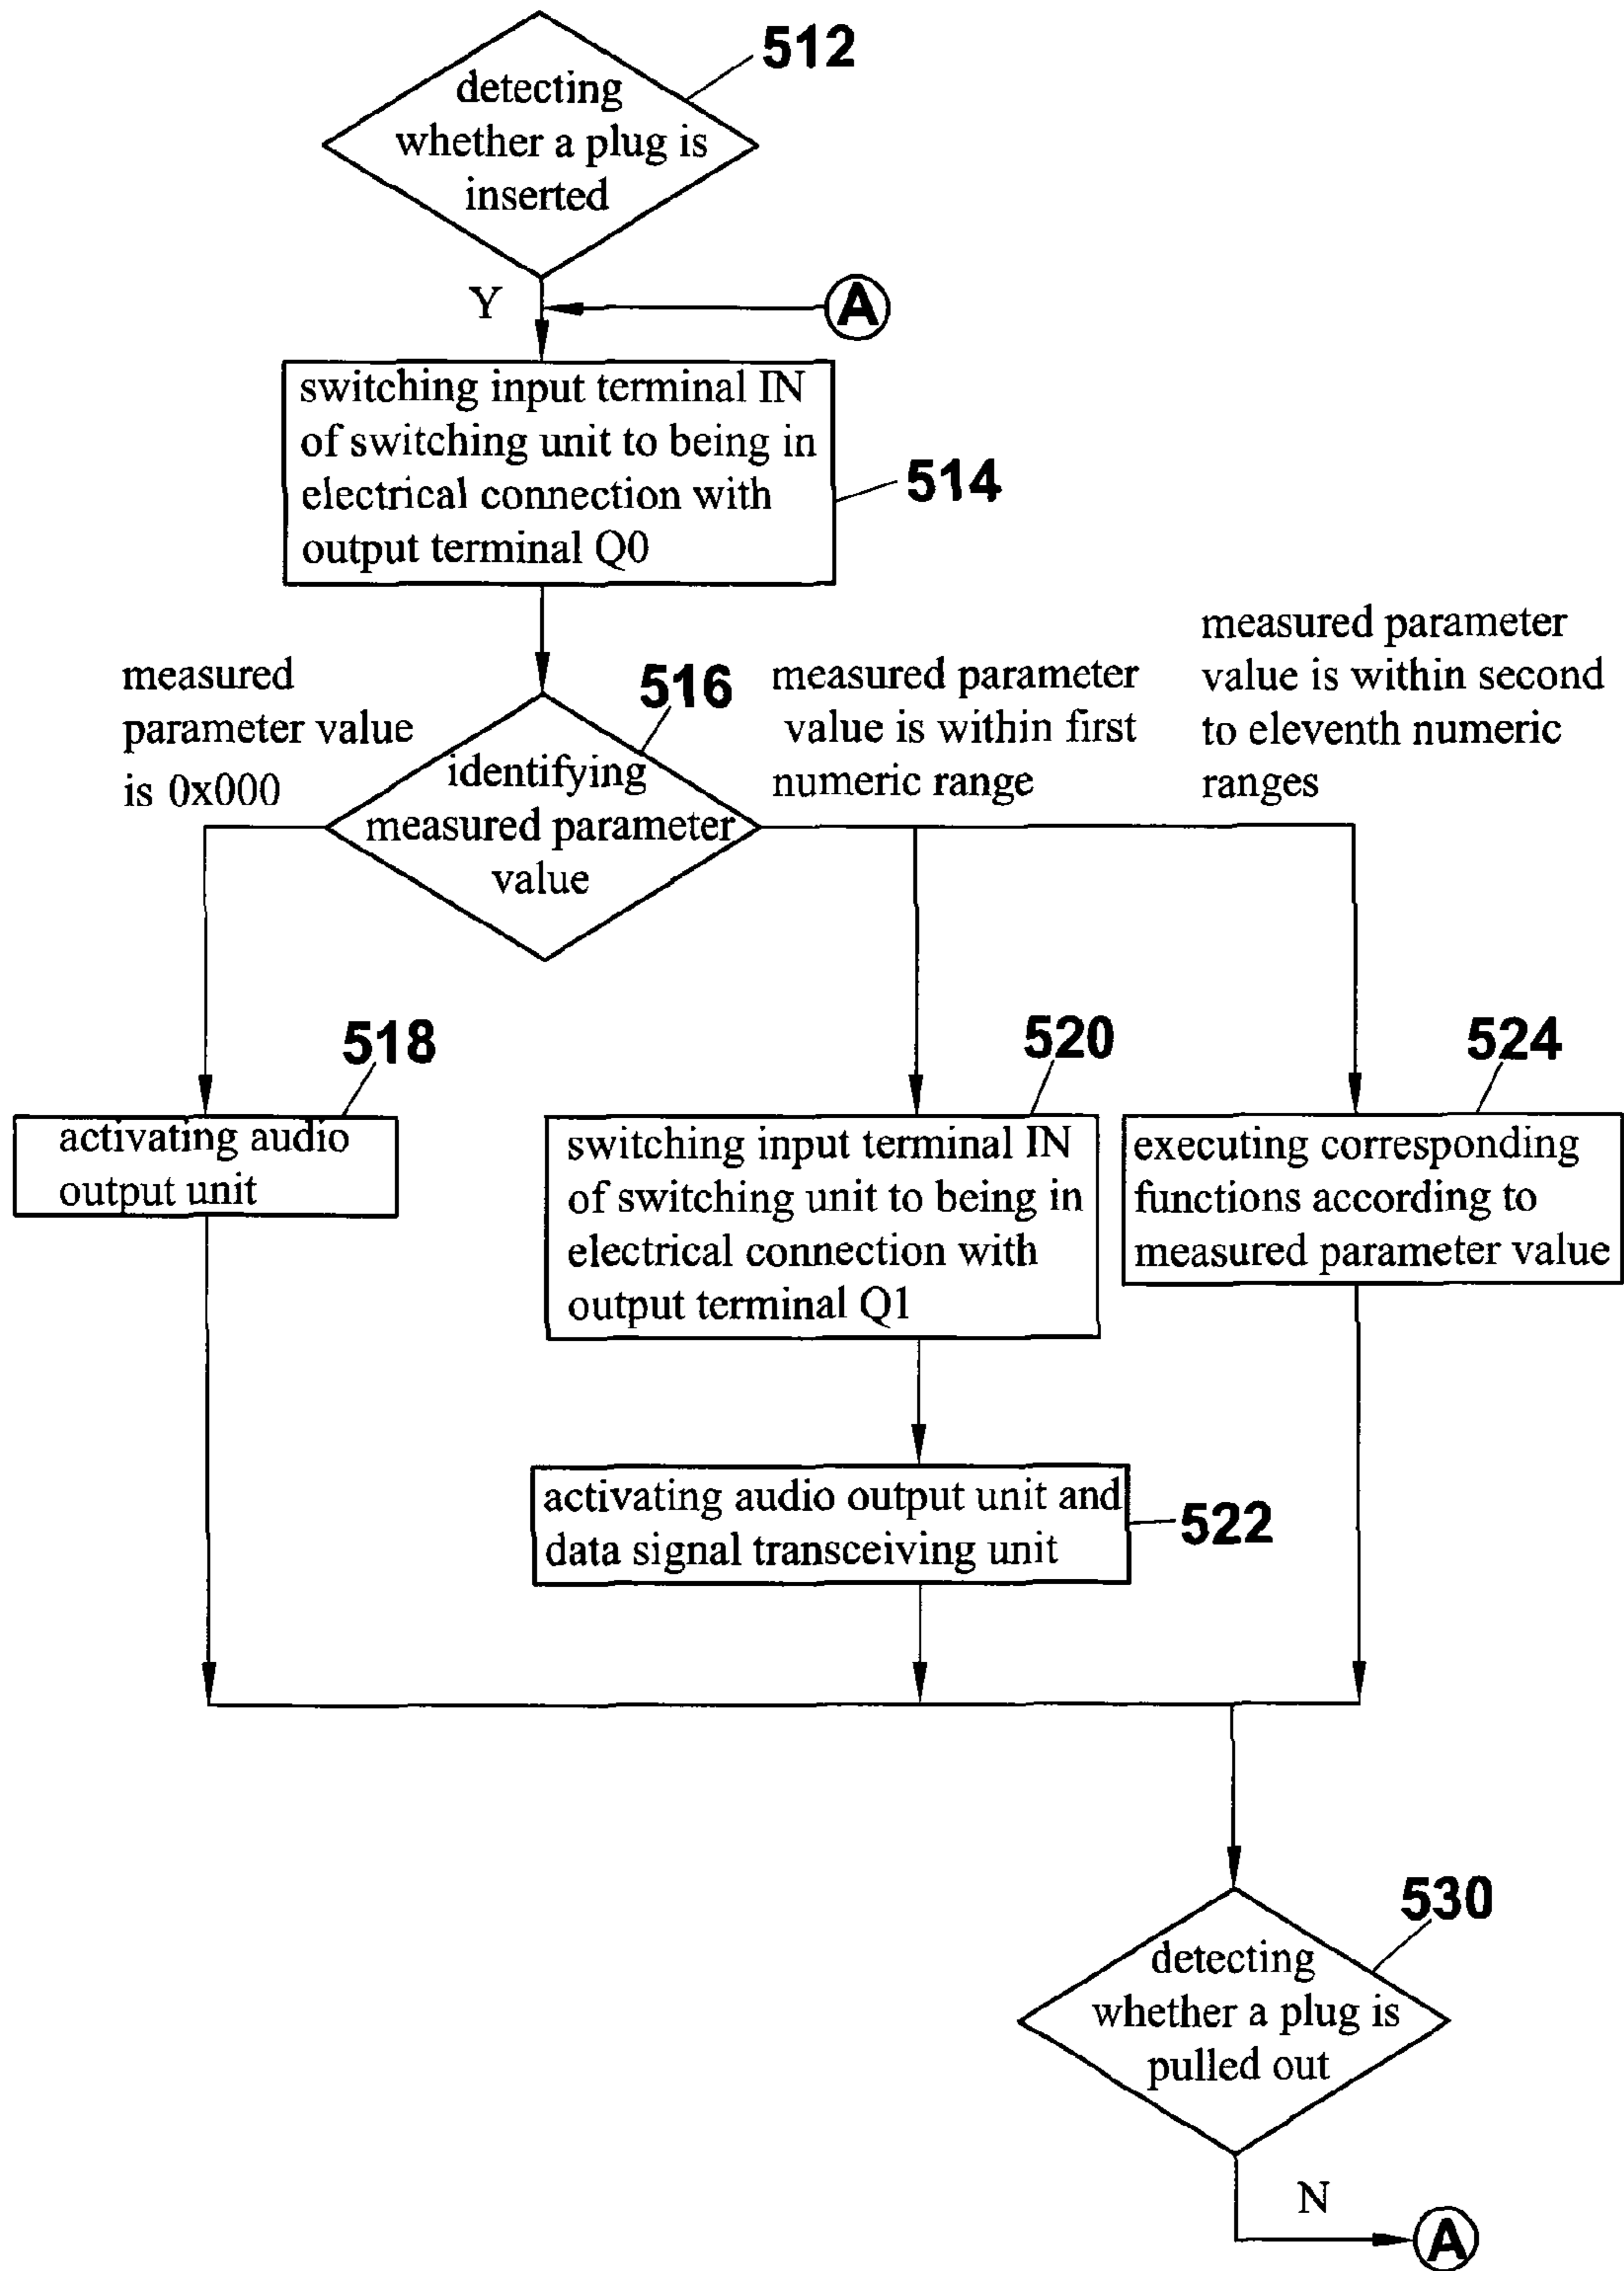 512
detecting
whether a plug is
inserted
Y
A
switching input terminal IN
of switching unit to being in
electrical connection with
output terminal Q0
514
measured
parameter value
is 0x000
516
measured parameter
value is within first
numeric range
measured parameter
value is within second
to eleventh numeric
ranges
identifying
measured parameter
value
518
activating audio
output unit
520
switching input terminal IN
of switching unit to being in
electrical connection with
output terminal Q1
524
executing corresponding
functions according to
measured parameter value
activating audio output unit and
data signal transceiving unit
522
530
detecting
whether a plug is
pulled out
N
A